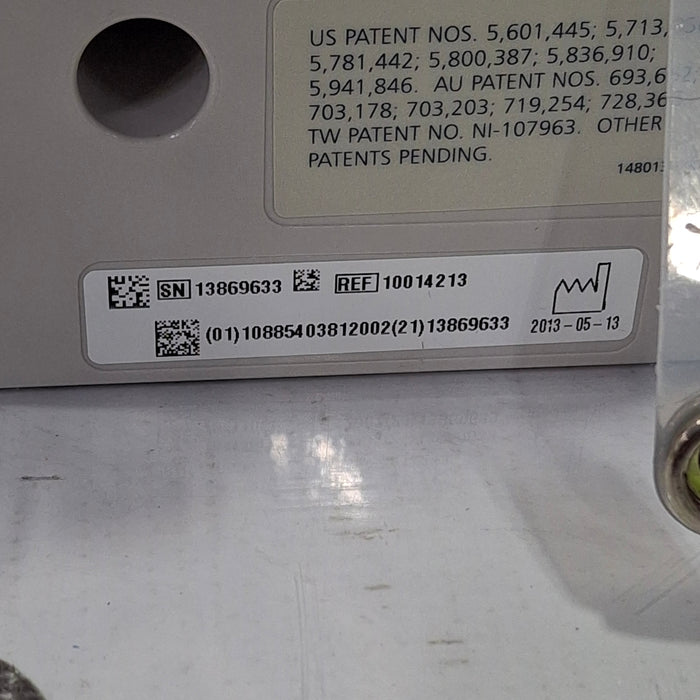 US PATENT NOS. 5,601,445; 5,713,
5,781,442; 5,800,387; 5,836,910;
5,941,846. AU PATENT NOS. 693,6
703,178; 703,203; 719,254; 728,36
TW PATENT NO. NI-107963. OTHER
PATENTS PENDING.
14801
SN 13869633 REF 10014213
(01)10885403812002(21)13869633
2013-05-13